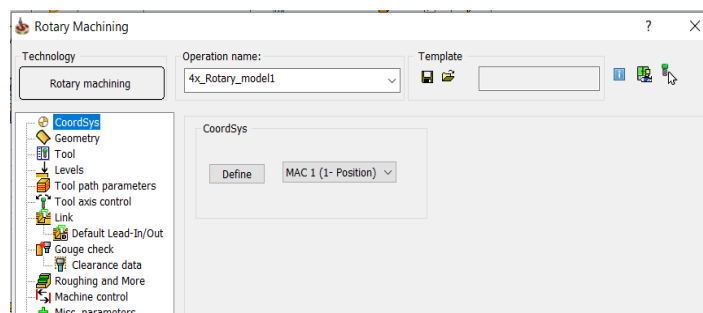 Rotary Machining
?
Technology
Operation name:
Template
Rotary machining
4x_Rotary_model1
CoordSys
Geometry
Tool
Levels
Tool path parameters
Tool axis control
Link
Default Lead-In/Out
Gouge check
Clearance data
Roughing and More
Machine control
Misc. parameters
CoordSys
Define
MAC 1 (1- Position)